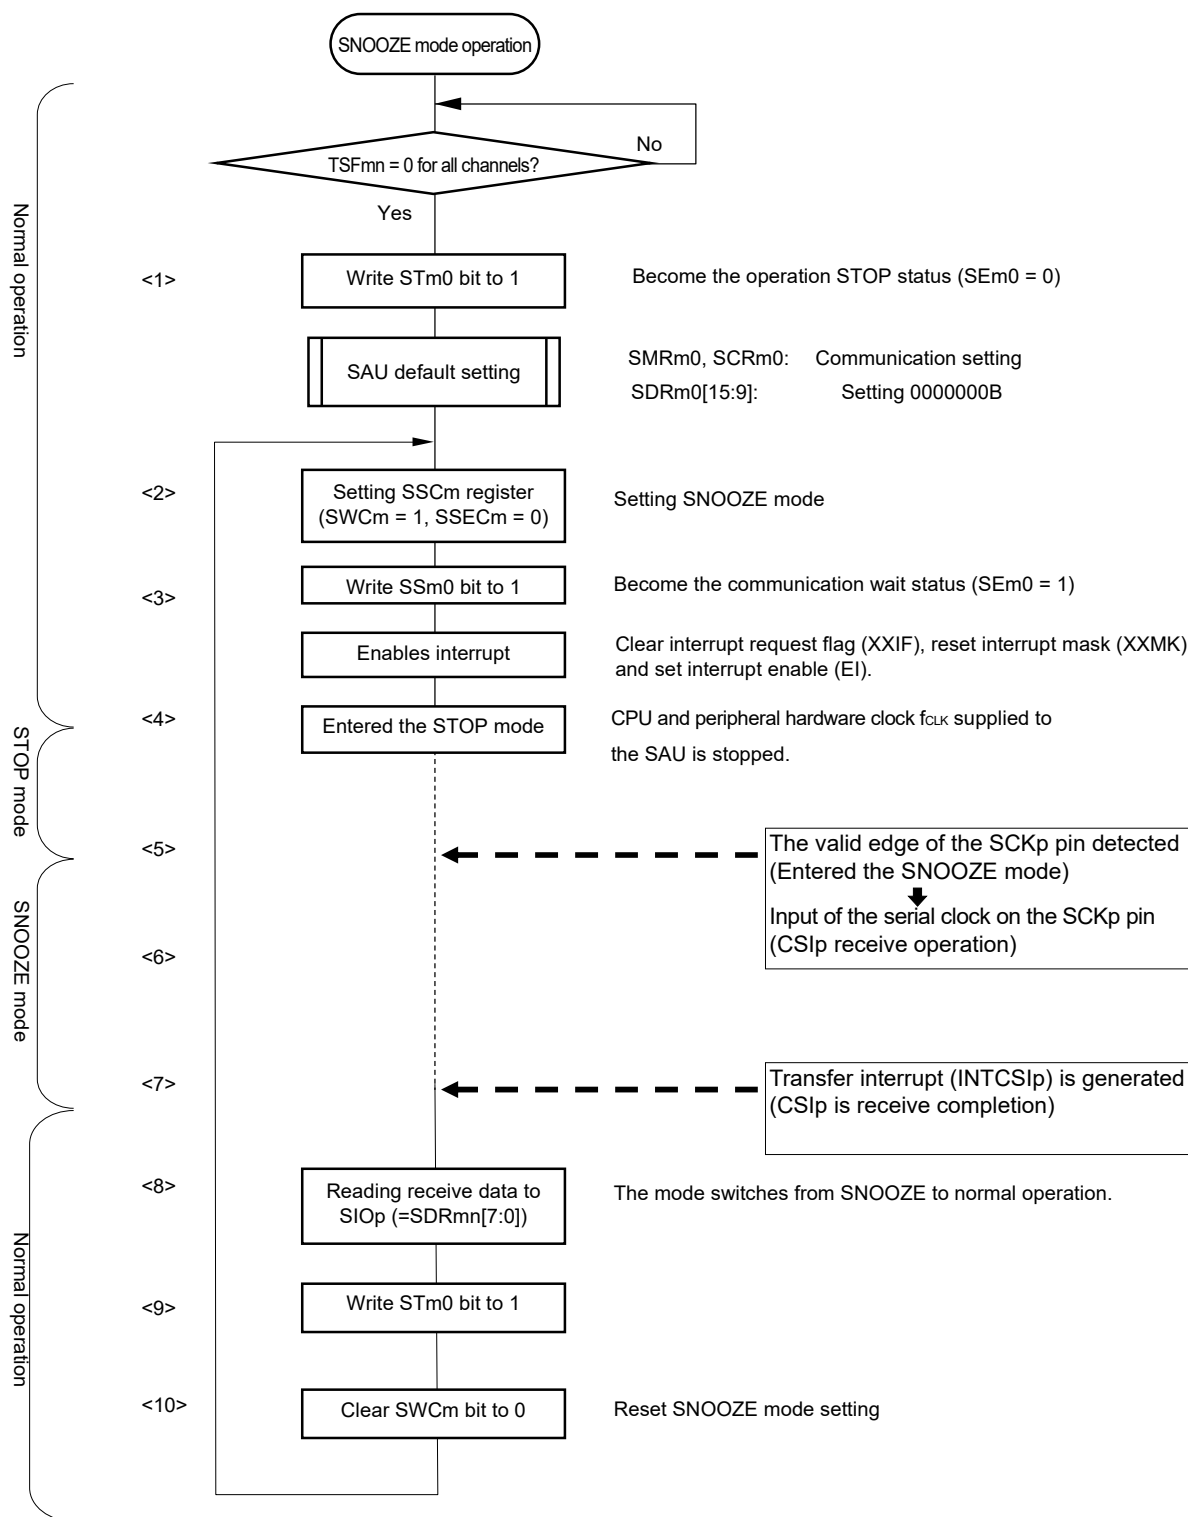 SNOOZE mode operation
No
TSFmn = 0 for all channels?
Yes
Normal operation
<1>
Write STm0 bit to 1
Become the operation STOP status (SEm0 = 0)
SAU default setting
SMRm0, SCRm0: Communication setting
SDRm0[15:9]: Setting 0000000B
<2>
Setting SSCm register
(SWCm = 1, SSECm = 0)
Setting SNOOZE mode
<3>
Write SSm0 bit to 1
Become the communication wait status (SEm0 = 1)
Enables interrupt
Clear interrupt request flag (XXIF), reset interrupt mask (XXMK)
and set interrupt enable (EI).
<4>
Entered the STOP mode
CPU and peripheral hardware clock fCLK supplied to
the SAU is stopped.
STOP mode
<5>
The valid edge of the SCKp pin detected
(Entered the SNOOZE mode)
Input of the serial clock on the SCKp pin
(CSIp receive operation)
SNOOZE mode
<6>
<7>
Transfer interrupt (INTCSIp) is generated
(CSIp is receive completion)
<8>
Reading receive data to
SIOp (=SDRmn[7:0])
The mode switches from SNOOZE to normal operation.
Normal operation
<9>
Write STm0 bit to 1
<10>
Clear SWCm bit to 0
Reset SNOOZE mode setting